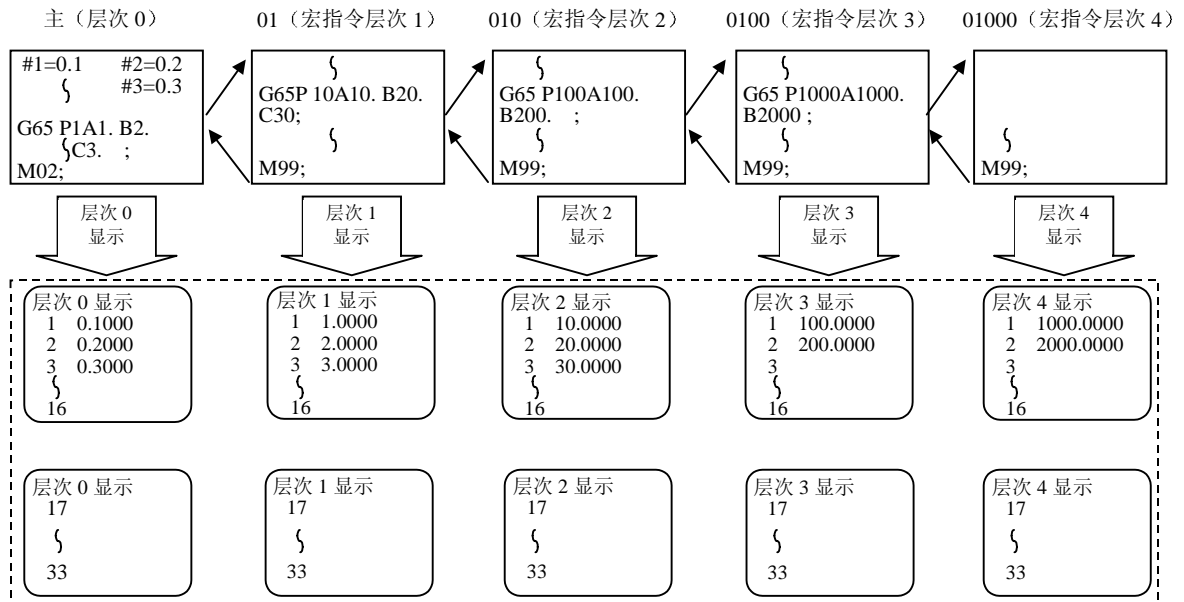 主（层次 0）
01（宏指令层次 1）
010（宏指令层次 2）
0100（宏指令层次 3）
01000（宏指令层次 4）
#1=0.1 #2=0.2
#3=0.3
G65 P1A1. B2.
C3. ;
M02;
G65P 10A10. B20.
C30;
M99;
G65 P100A100.
B200. ;
M99;
G65 P1000A1000.
B2000 ;
M99;
M99;
层次 0
显示
层次 1
显示
层次 2
显示
层次 3
显示
层次 4
显示
层次 0 显示
1 0.1000
2 0.2000
3 0.3000
16
层次 1 显示
1 1.0000
2 2.0000
3 3.0000
16
层次 2 显示
1 10.0000
2 20.0000
3 30.0000
16
层次 3 显示
1 100.0000
2 200.0000
3
16
层次 4 显示
1 1000.0000
2 2000.0000
3
16
层次 0 显示
17
33
层次 1 显示
17
33
层次 2 显示
17
33
层次 3 显示
17
33
层次 4 显示
17
33